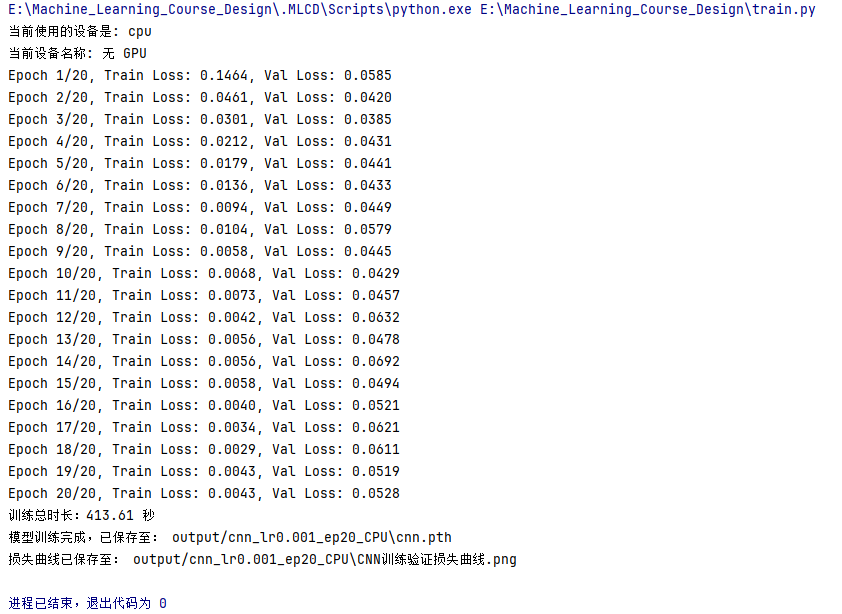 E:\Machine_Learning_Course_Design\.MLCD\Scripts\python.exe E:\Machine_Learning_Course_Design\train.py
当前使用的设备是: cpu
当前设备名称: 无 GPU
Epoch 1/20, Train Loss: 0.1464, Val Loss: 0.0585
Epoch 2/20, Train Loss: 0.0461, Val Loss: 0.0420
Epoch 3/20, Train Loss: 0.0301, Val Loss: 0.0385
Epoch 4/20, Train Loss: 0.0212, Val Loss: 0.0431
Epoch 5/20, Train Loss: 0.0179, Val Loss: 0.0441
Epoch 6/20, Train Loss: 0.0136, Val Loss: 0.0433
Epoch 7/20, Train Loss: 0.0094, Val Loss: 0.0449
Epoch 8/20, Train Loss: 0.0104, Val Loss: 0.0579
Epoch 9/20, Train Loss: 0.0058, Val Loss: 0.0445
Epoch 10/20, Train Loss: 0.0068, Val Loss: 0.0429
Epoch 11/20, Train Loss: 0.0073, Val Loss: 0.0457
Epoch 12/20, Train Loss: 0.0042, Val Loss: 0.0632
Epoch 13/20, Train Loss: 0.0056, Val Loss: 0.0478
Epoch 14/20, Train Loss: 0.0056, Val Loss: 0.0692
Epoch 15/20, Train Loss: 0.0058, Val Loss: 0.0494
Epoch 16/20, Train Loss: 0.0040, Val Loss: 0.0521
Epoch 17/20, Train Loss: 0.0034, Val Loss: 0.0621
Epoch 18/20, Train Loss: 0.0029, Val Loss: 0.0611
Epoch 19/20, Train Loss: 0.0043, Val Loss: 0.0519
Epoch 20/20, Train Loss: 0.0043, Val Loss: 0.0528
训练总时长：413.61 秒
模型训练完成，已保存至： output/cnn_lr0.001_ep20_CPU\cnn.pth
损失曲线已保存至： output/cnn_lr0.001_ep20_CPU\CNN训练验证损失曲线.png
进程已结束，退出代码为 0